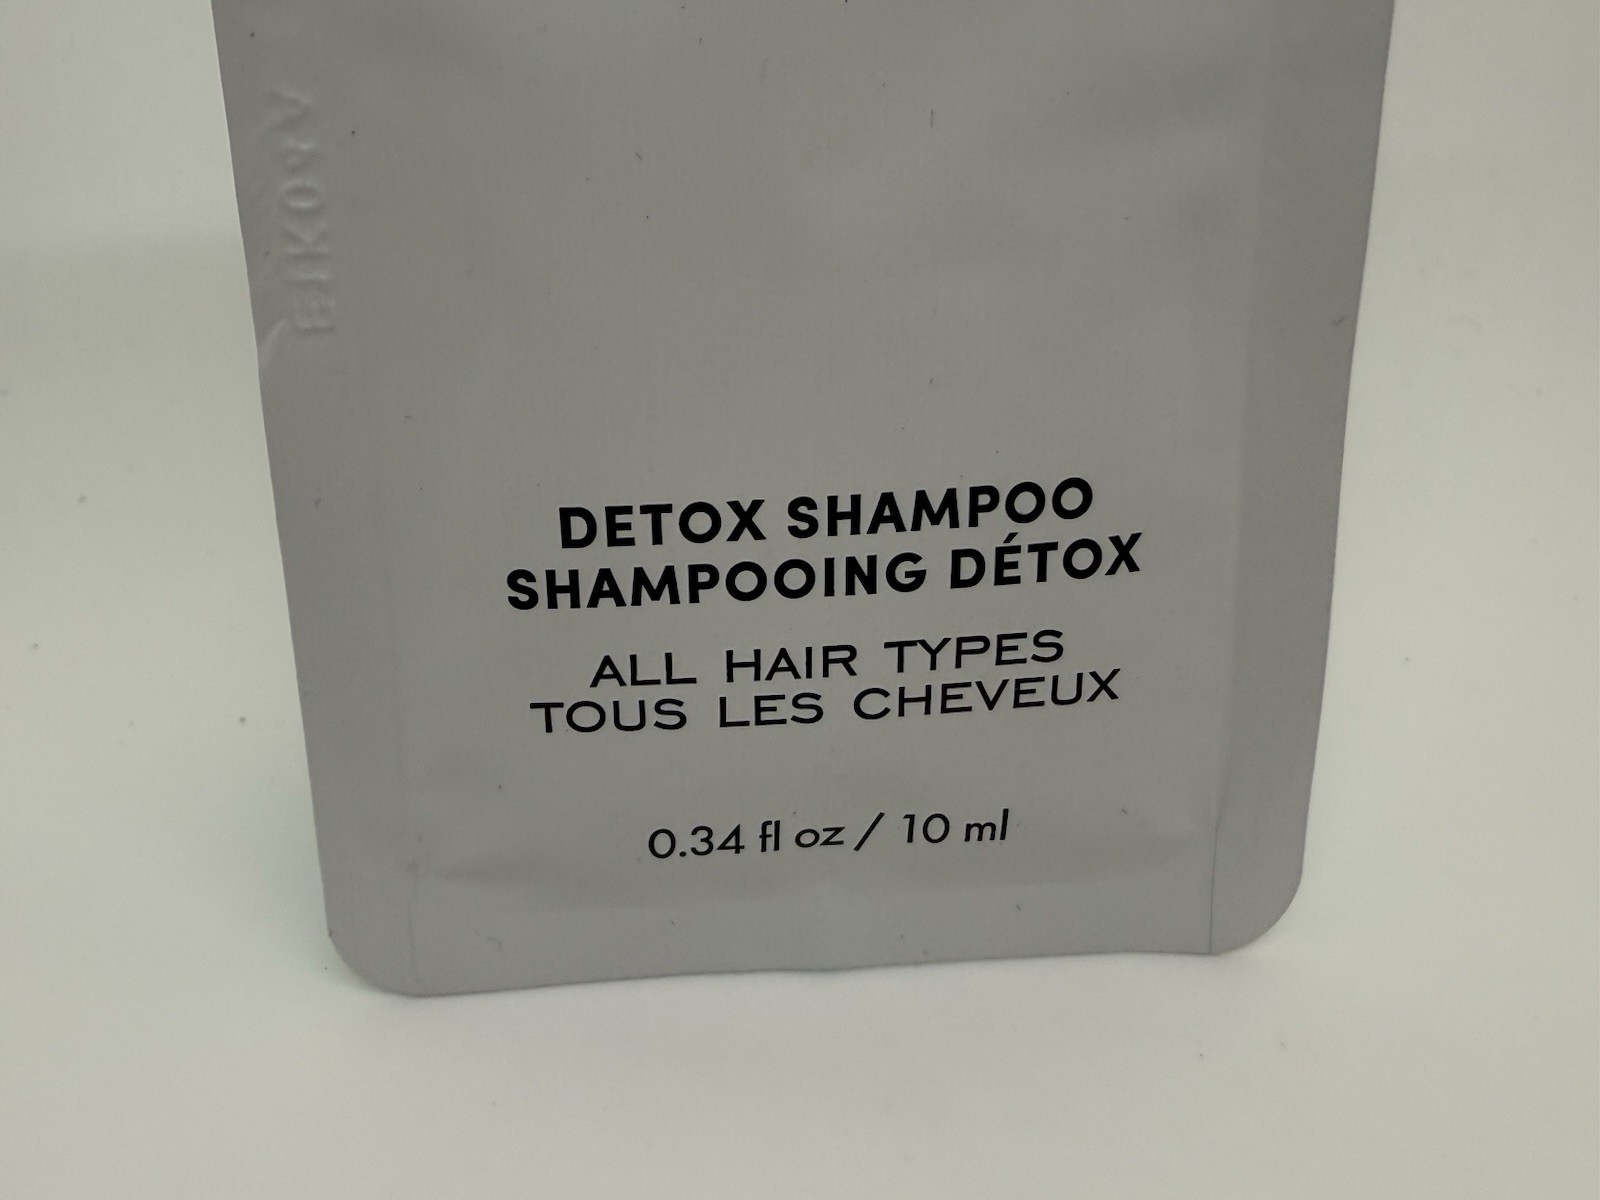 DETOX SHAMPOO
SHAMPOOING DÉTOX
ALL HAIR TYPES
TOUS LES CHEVEUX
0.34 fl oz / 10 ml